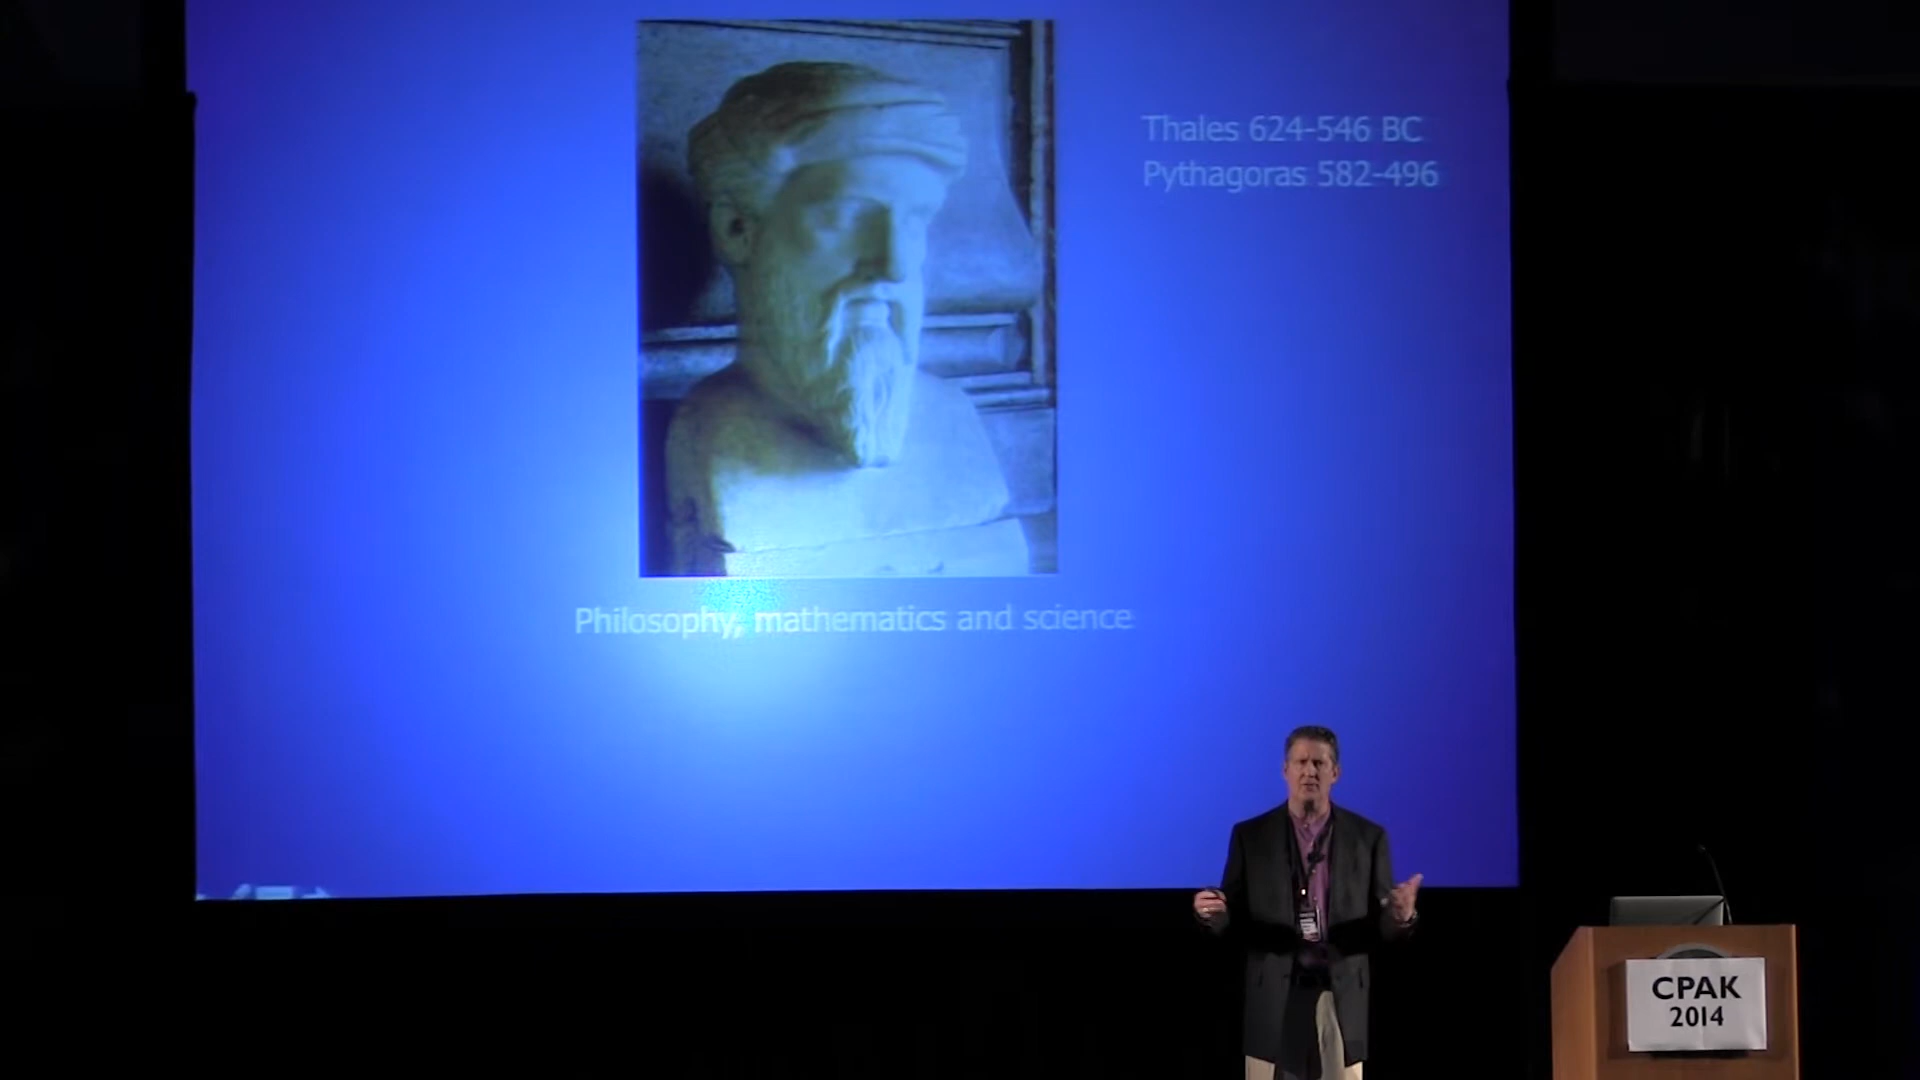 Thales 624-546 BC
Pythagoras 582-496
Philosophy, mathematics and science
CPAK
2014